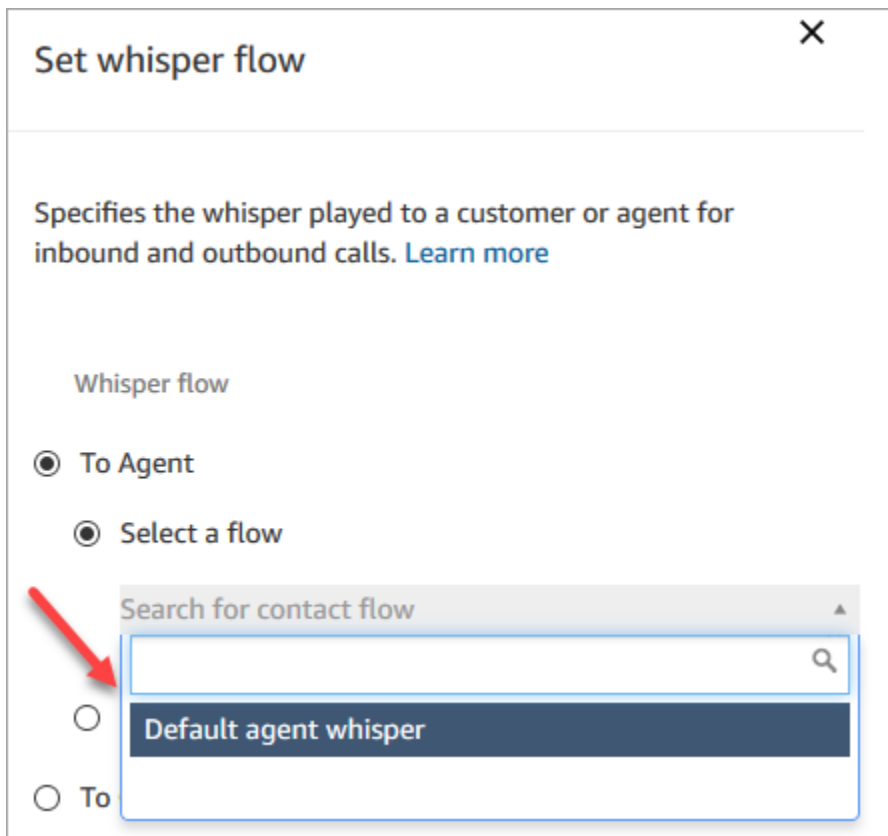 Set whisper flow
Specifies the whisper played to a customer or agent for
inbound and outbound calls. Learn more
Whisper flow
To Agent
Select a flow
Search for contact flow
Default agent whisper
To